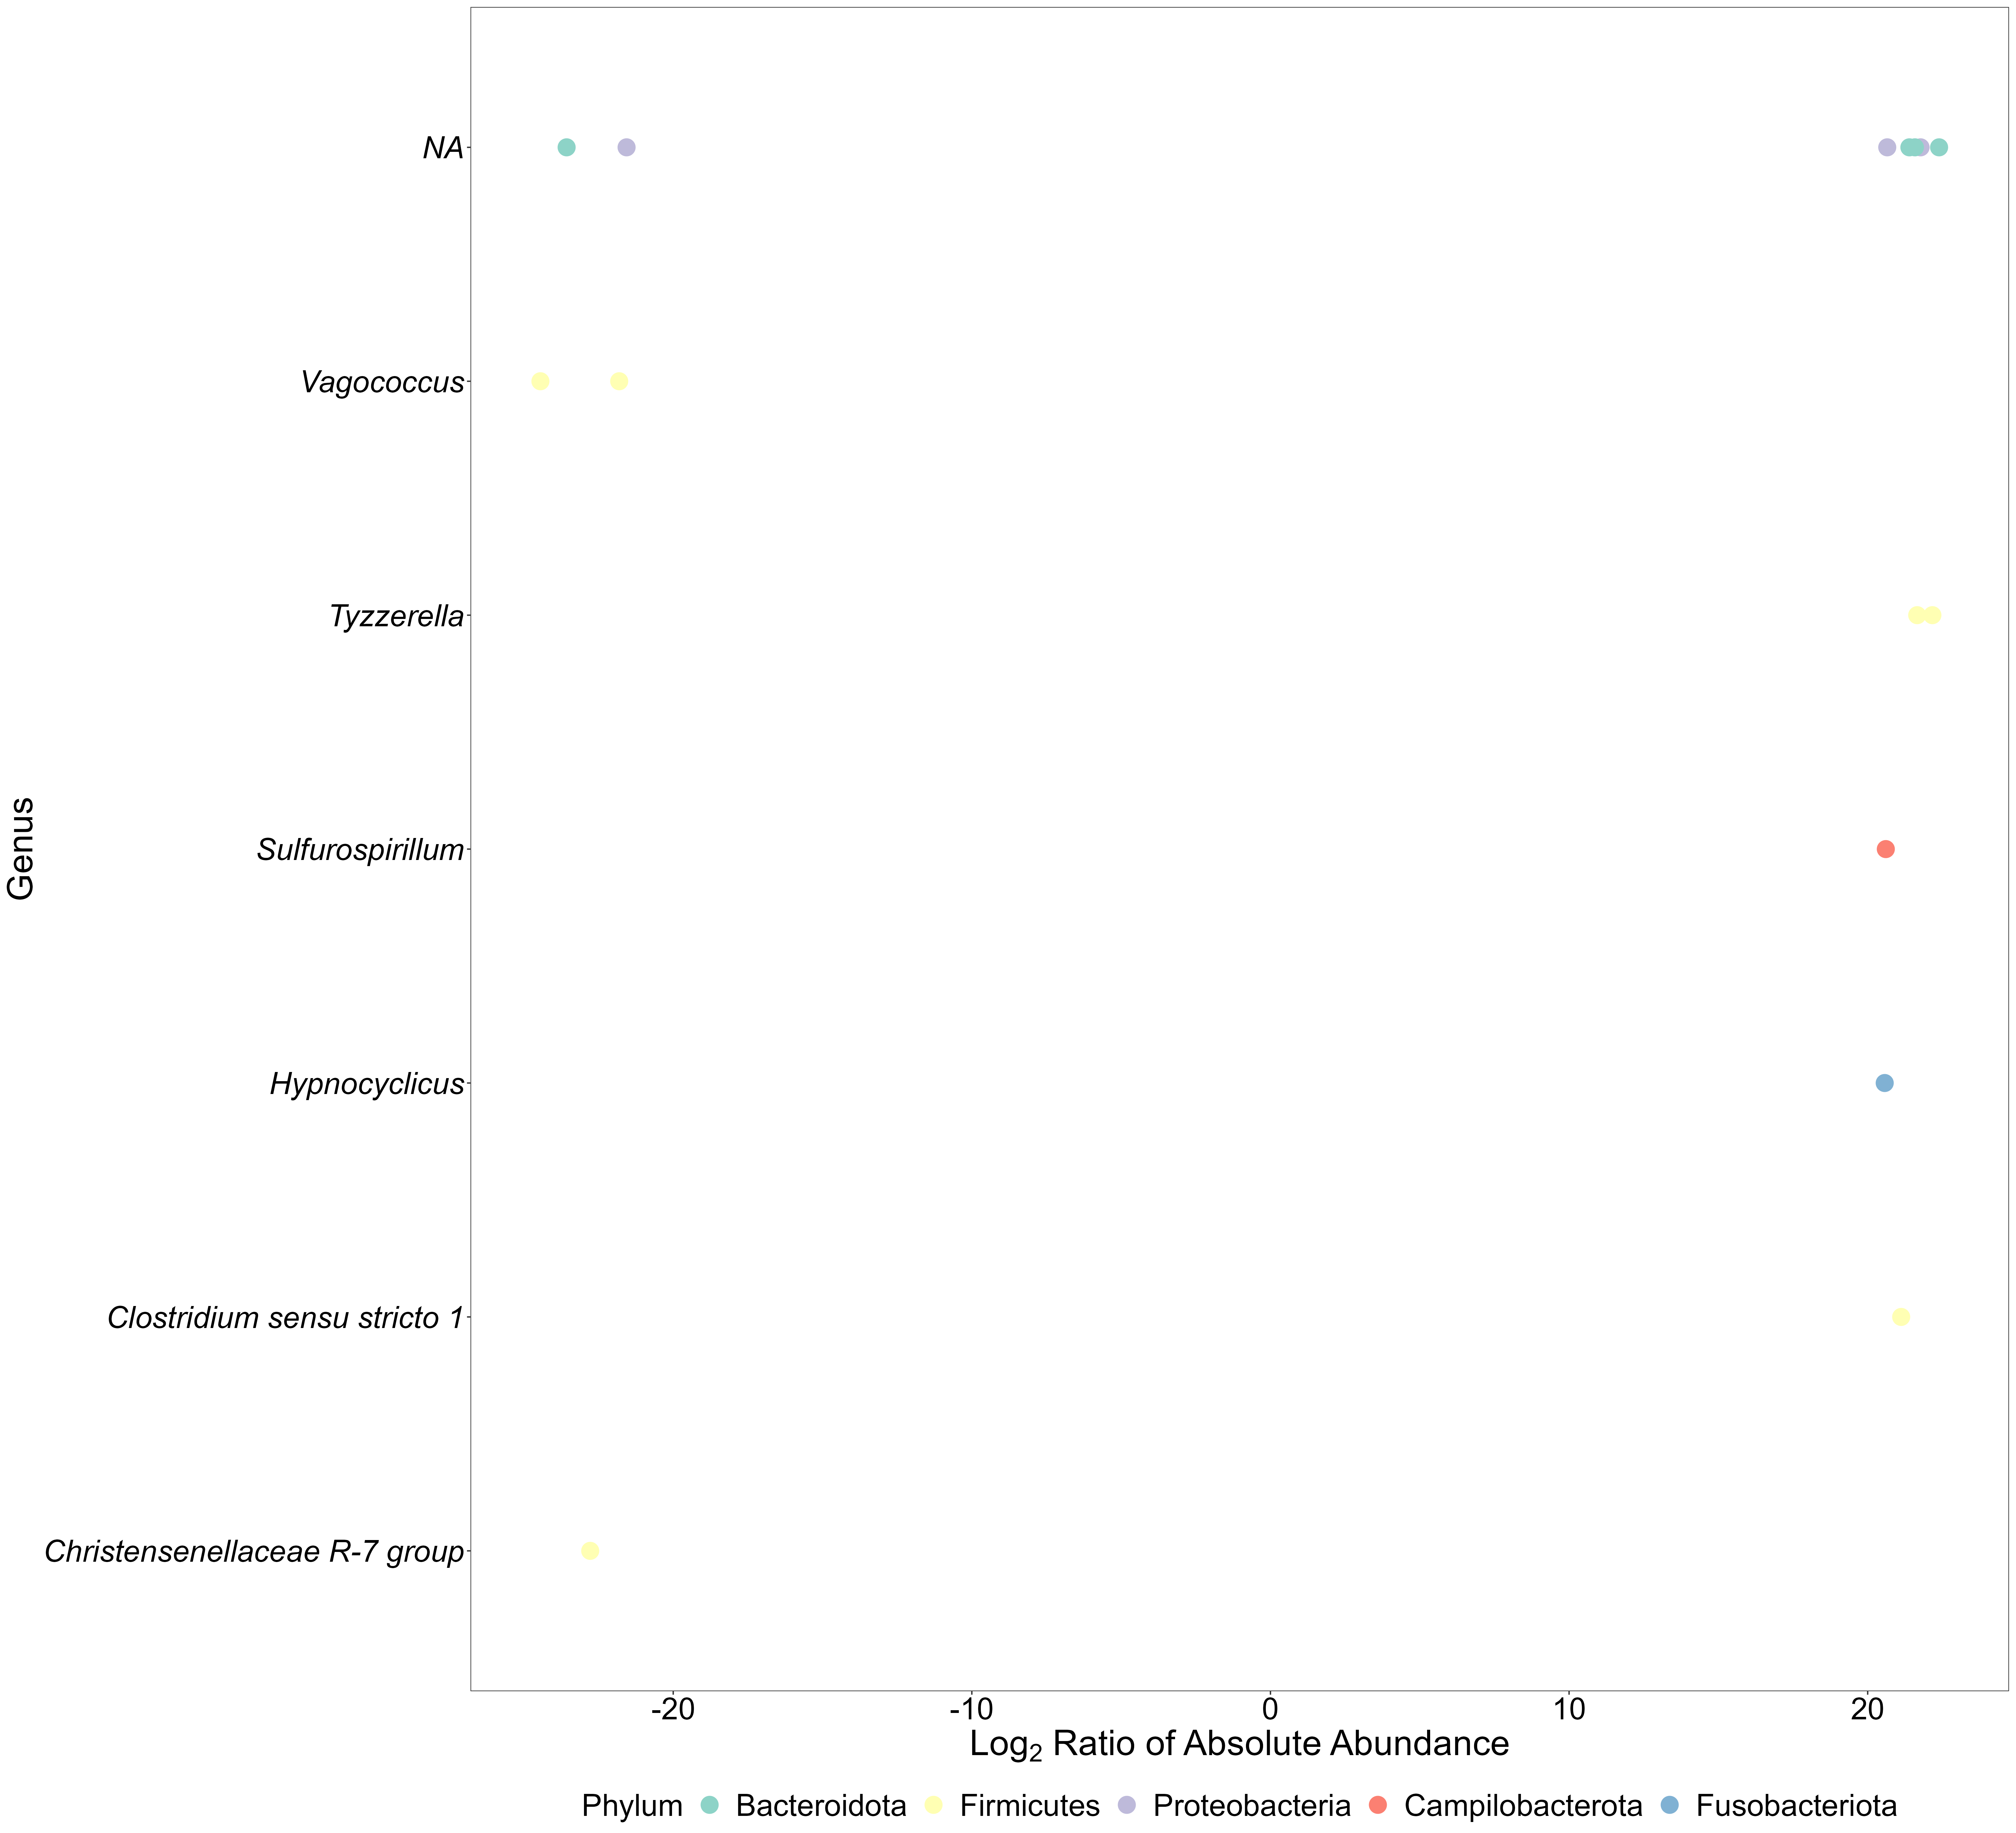 NA
Vagococcus
Tyzzerella
Sulfurospirillum
Genus
Hypnocyclicus
Clostridium sensu stricto 1
Christensenellaceae R-7 group
-20 -10 0 10 20
Log₂ Ratio of Absolute Abundance
Phylum Bacteroidota Firmicutes Proteobacteria Campilobacterota Fusobacteriota